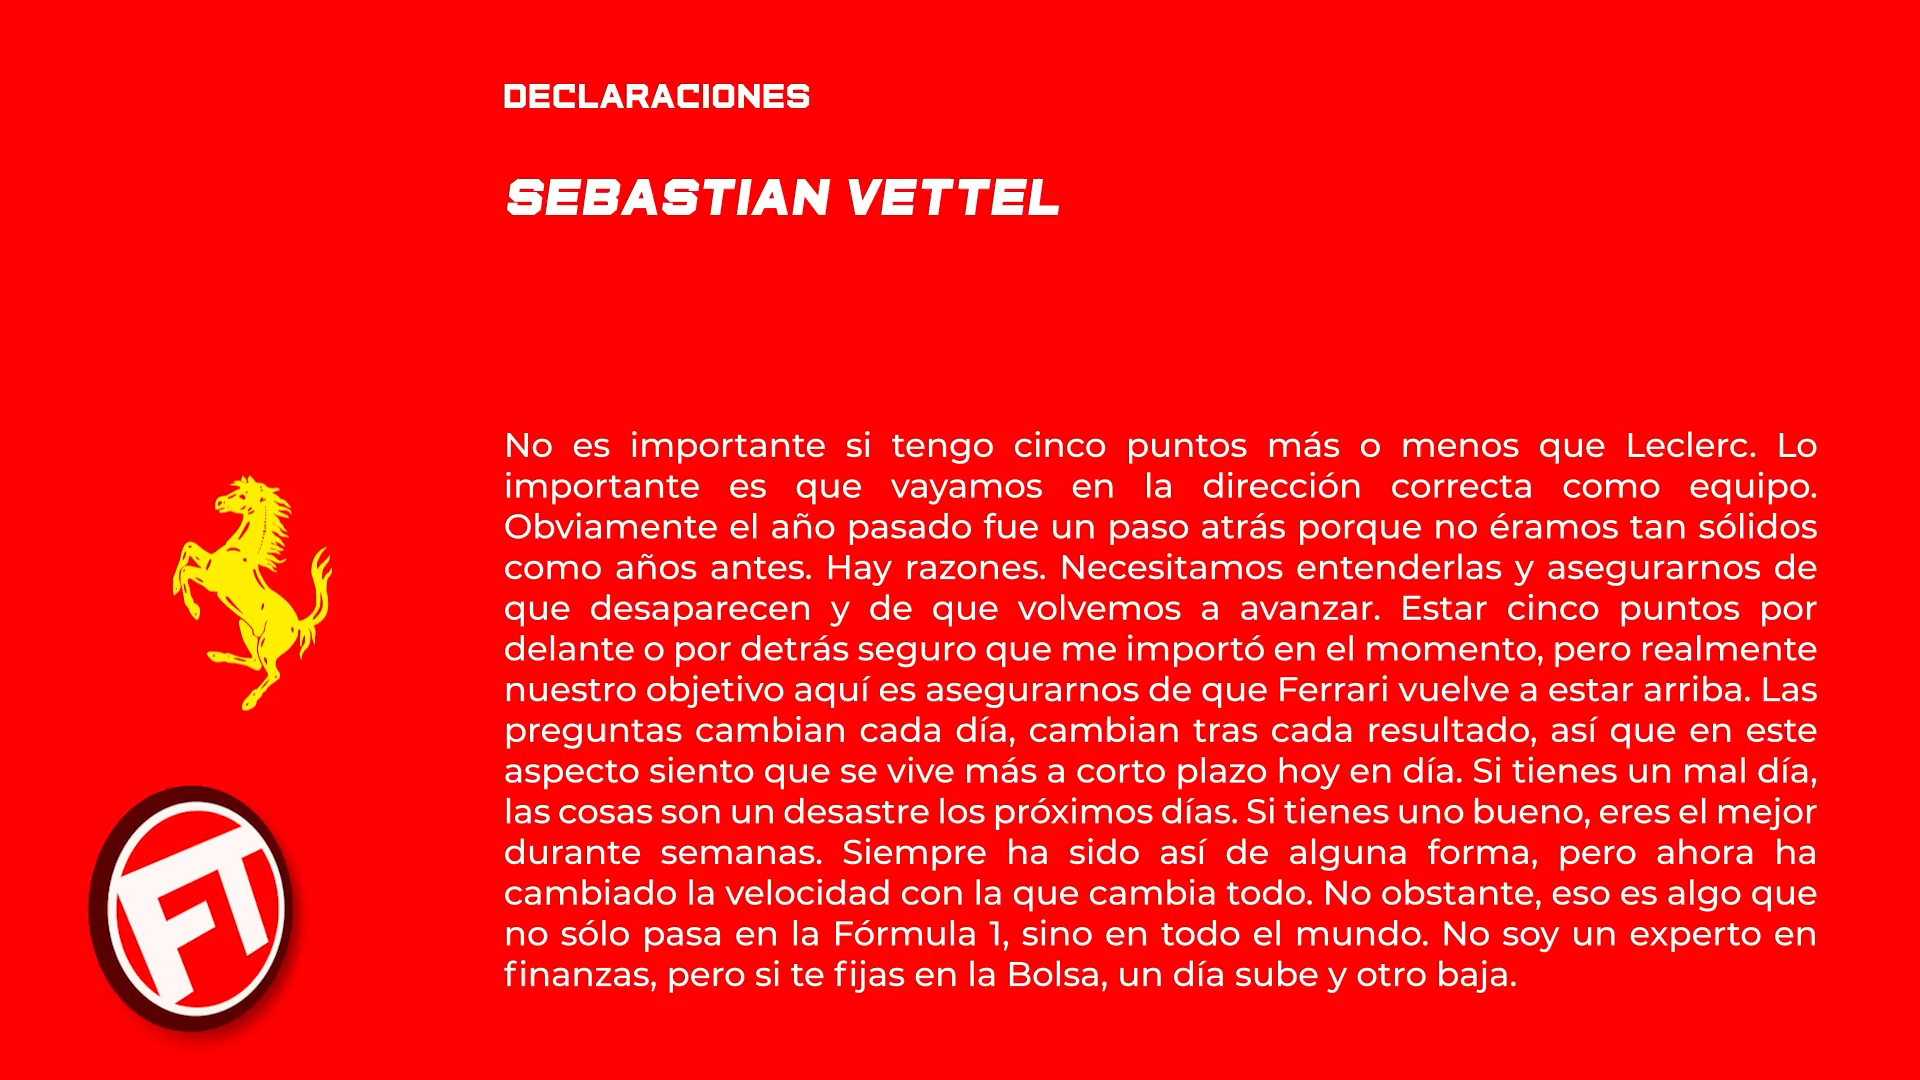 DECLARACIONES
SEBASTIAN VETTEL
No es importante si tengo cinco puntos más o menos que Leclerc. Lo
importante es que vayamos en la dirección correcta como equipo.
Obviamente el año pasado fue un paso atrás porque no éramos tan sólidos
como años antes. Hay razones. Necesitamos entenderlas y asegurarnos de
que desaparecen y de que volvemos a avanzar. Estar cinco puntos por
delante o por detrás seguro que me importó en el momento, pero realmente
nuestro objetivo aquí es asegurarnos de que Ferrari vuelve a estar arriba. Las
preguntas cambian cada día, cambian tras cada resultado, así que en este
aspecto siento que se vive más a corto plazo hoy en día. Si tienes un mal día,
las cosas son un desastre los próximos días. Si tienes uno bueno, eres el mejor
durante semanas. Siempre ha sido así de alguna forma, pero ahora ha
cambiado la velocidad con la que cambia todo. No obstante, eso es algo que
no sólo pasa en la Fórmula 1, sino en todo el mundo. No soy un experto en
finanzas, pero si te fijas en la Bolsa, un día sube y otro baja.
FT